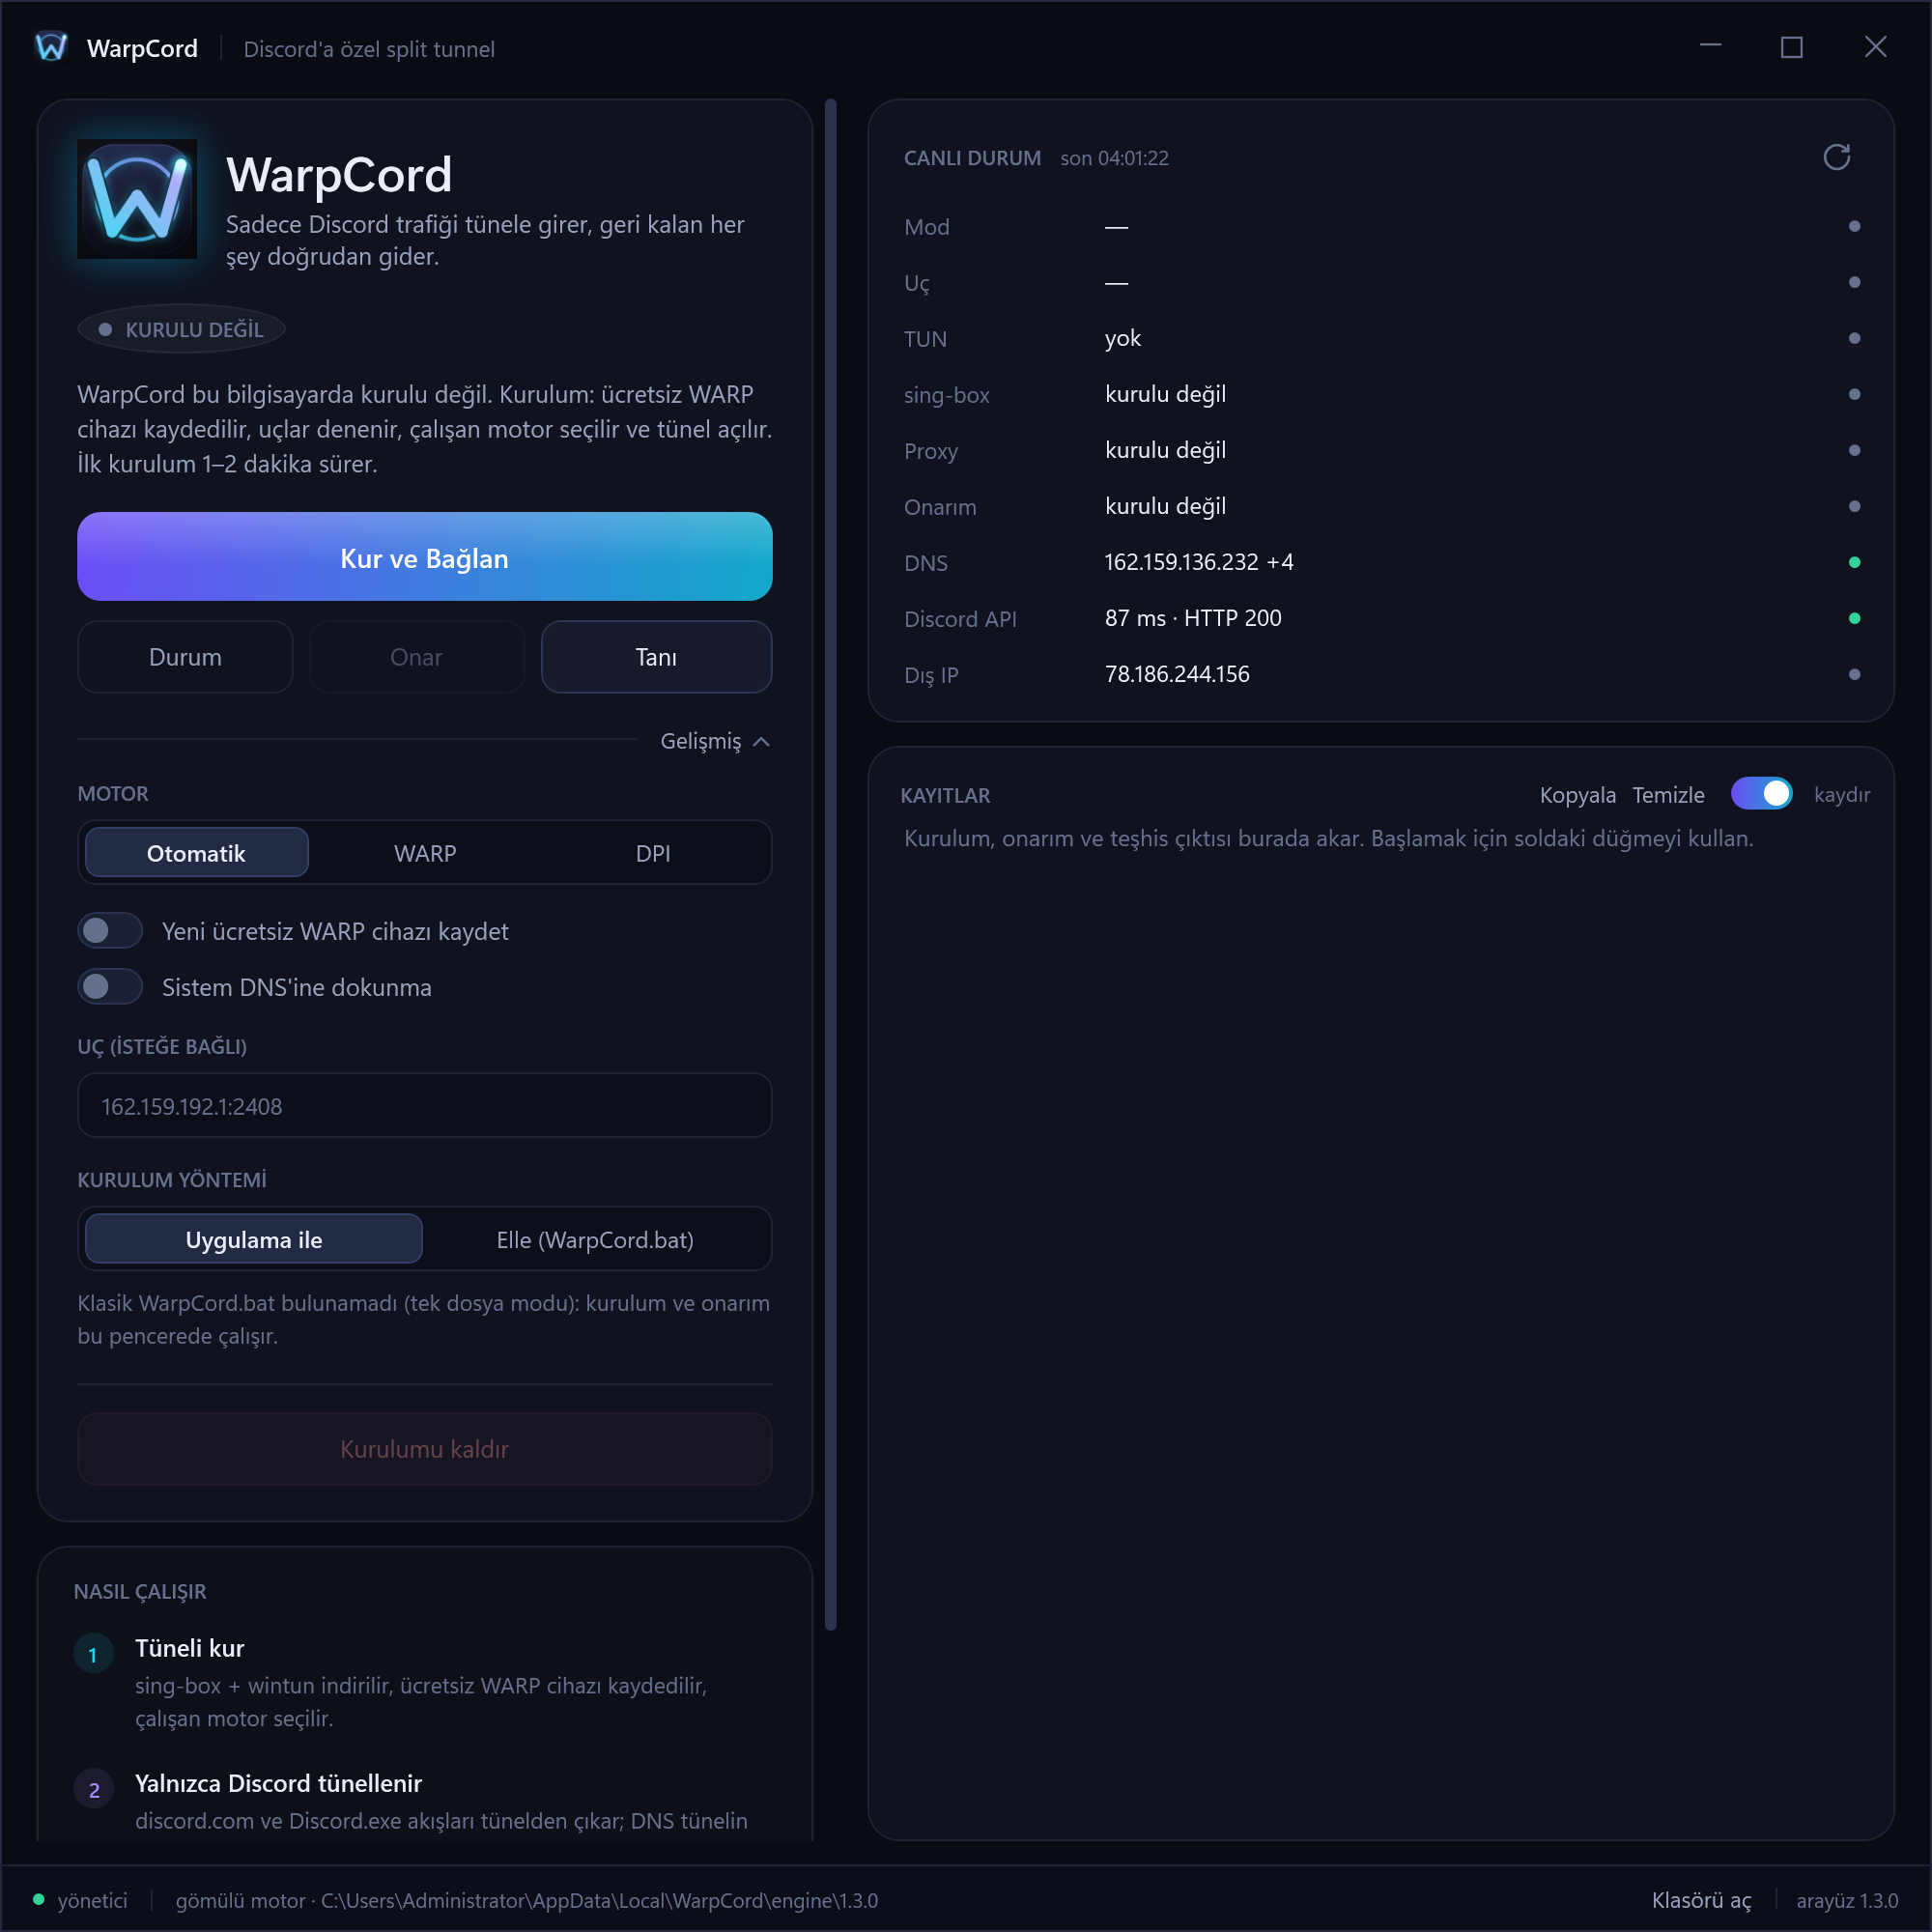 WarpCord
Discord'a özel split tunnel
WarpCord
Sadece Discord trafiği tünele girer, geri kalan her
şey doğrudan gider.
KURULU DEĞİL
WarpCord bu bilgisayarda kurulu değil. Kurulum: ücretsiz WARP
cihazı kaydedilir, uçlar denenir, çalışan motor seçilir ve tünel açılır.
İlk kurulum 1–2 dakika sürer.
Kur ve Bağlan
Durum
Onar
Tanı
Gelişmiş
MOTOR
Otomatik
WARP
DPI
Yeni ücretsiz WARP cihazı kaydet
Sistem DNS'ine dokunma
UÇ (İSTEĞE BAĞLI)
162.159.192.1:2408
KURULUM YÖNTEMİ
Uygulama ile
Elle (WarpCord.bat)
Klasik WarpCord.bat bulunamadı (tek dosya modu): kurulum ve onarım
bu pencerede çalışır.
Kurulumu kaldır
NASIL ÇALIŞIR
1
Tüneli kur
sing-box + wintun indirilir, ücretsiz WARP cihazı kaydedilir,
çalışan motor seçilir.
2
Yalnızca Discord tünellenir
discord.com ve Discord.exe akışları tünelden çıkar; DNS tünelin
CANLI DURUM son 04:01:22
Mod —
Uç —
TUN yok
sing-box kurulu değil
Proxy kurulu değil
Onarım kurulu değil
DNS 162.159.136.232 +4
Discord API 87 ms · HTTP 200
Dış IP 78.186.244.156
KAYITLAR
Kopyala
Temizle
kaydır
Kurulum, onarım ve teşhis çıktısı burada akar. Başlamak için soldaki düğmeyi kullan.
yönetici
gömülü motor · C:\Users\Administrator\AppData\Local\WarpCord\engine\1.3.0
Klasörü aç
arayüz 1.3.0